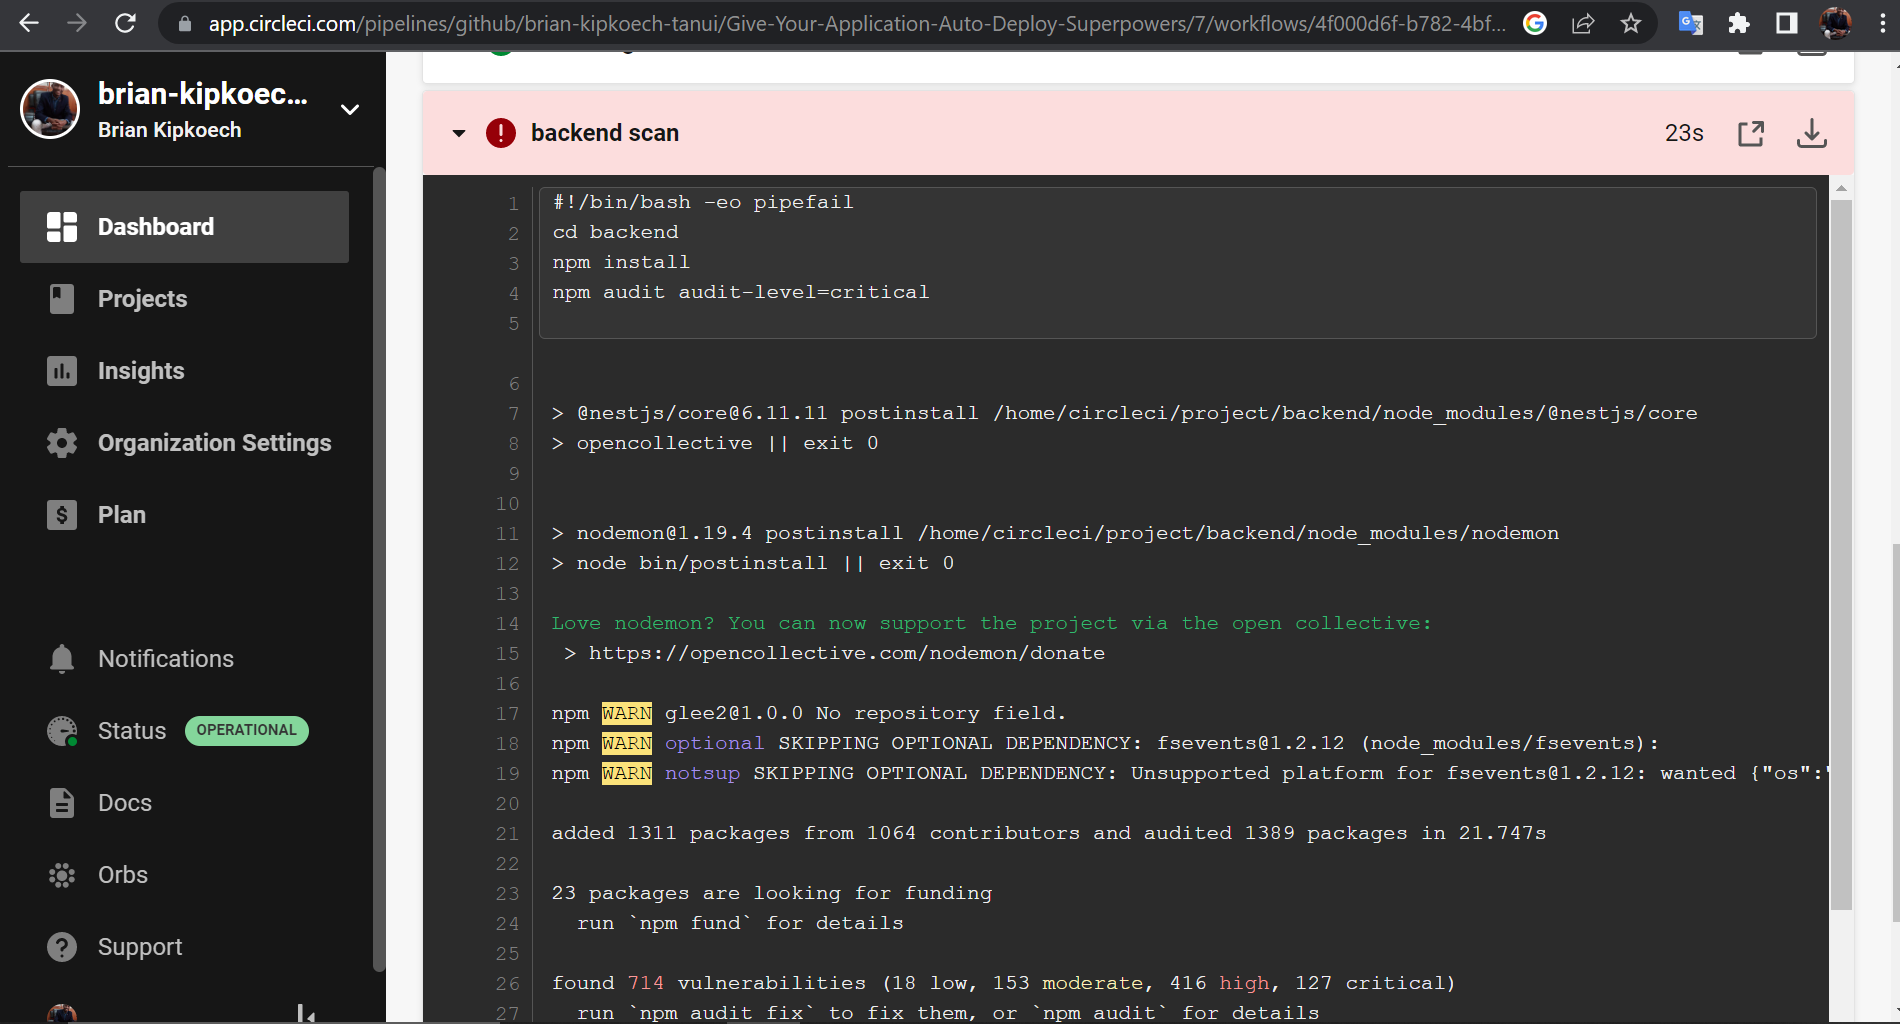 app.circleci.com/pipelines/github/brian-kipkoech-tanui/Give-Your-Application-Auto-Deploy-Superpowers/7/workflows/4f000d6f-b782-4bf...
brian-kipkoec...
Brian Kipkoech
Dashboard
Projects
Insights
Organization Settings
Plan
Notifications
Status OPERATIONAL
Docs
Orbs
Support
backend scan 23s
1 #!/bin/bash -eo pipefail
2 cd backend
3 npm install
4 npm audit audit-level=critical
5
6
7 > @nestjs/core@6.11.11 postinstall /home/circleci/project/backend/node_modules/@nestjs/core
8 > opencollective || exit 0
9
10
11 > nodemon@1.19.4 postinstall /home/circleci/project/backend/node_modules/nodemon
12 > node bin/postinstall || exit 0
13
14 Love nodemon? You can now support the project via the open collective:
15 > https://opencollective.com/nodemon/donate
16
17 npm WARN glee2@1.0.0 No repository field.
18 npm WARN optional SKIPPING OPTIONAL DEPENDENCY: fsevents@1.2.12 (node_modules/fsevents):
19 npm WARN notsup SKIPPING OPTIONAL DEPENDENCY: Unsupported platform for fsevents@1.2.12: wanted {"os":"
20
21 added 1311 packages from 1064 contributors and audited 1389 packages in 21.747s
22
23 23 packages are looking for funding
24 run `npm fund` for details
25
26 found 714 vulnerabilities (18 low, 153 moderate, 416 high, 127 critical)
27 run `npm audit fix` to fix them, or `npm audit` for details